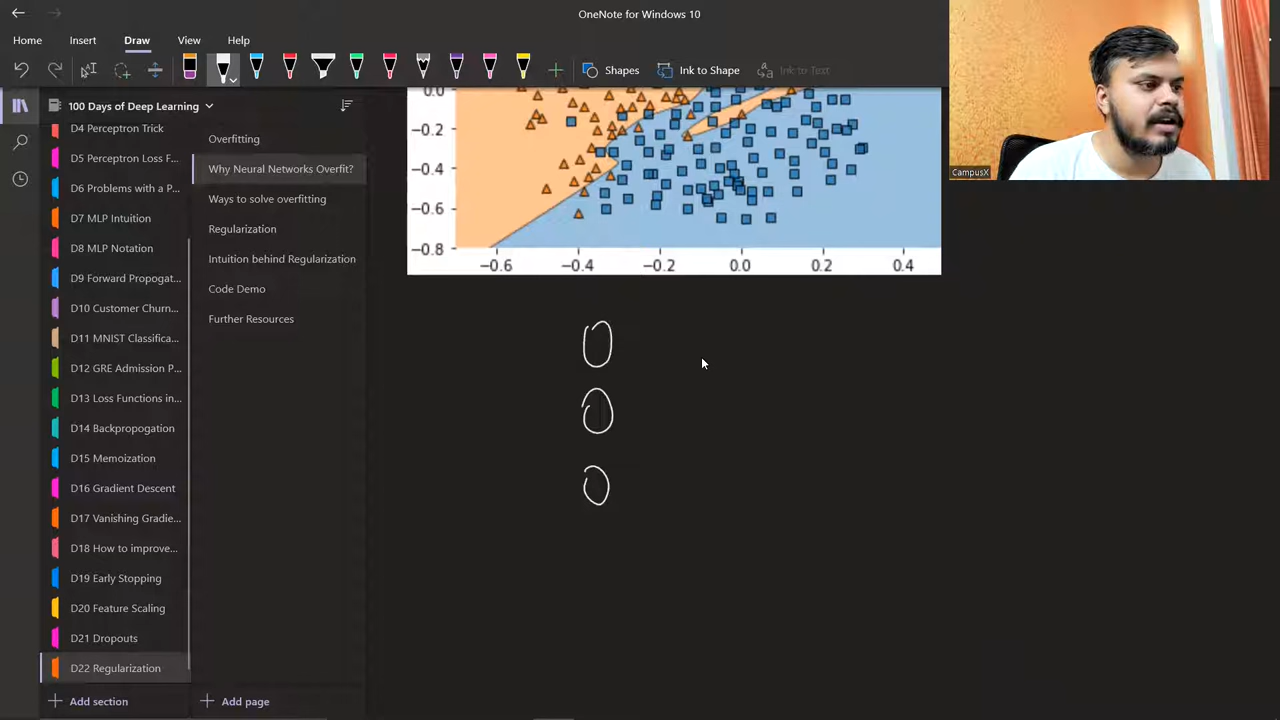 OneNote for Windows 10
Home Insert Draw View Help
Shapes Ink to Shape Ink to Text
100 Days of Deep Learning
D4 Perceptron Trick
D5 Perceptron Loss F...
D6 Problems with a P...
D7 MLP Intuition
D8 MLP Notation
D9 Forward Propogat...
D10 Customer Churn...
D11 MNIST Classifica...
D12 GRE Admission P...
D13 Loss Functions in...
D14 Backpropogation
D15 Memoization
D16 Gradient Descent
D17 Vanishing Gradie...
D18 How to improve...
D19 Early Stopping
D20 Feature Scaling
D21 Dropouts
D22 Regularization
Add section
Overfitting
Why Neural Networks Overfit?
Ways to solve overfitting
Regularization
Intuition behind Regularization
Code Demo
Further Resources
Add page
0.0
−0.2
−0.4
−0.6
−0.8
−0.6 −0.4 −0.2 0.0 0.2 0.4
CampusX